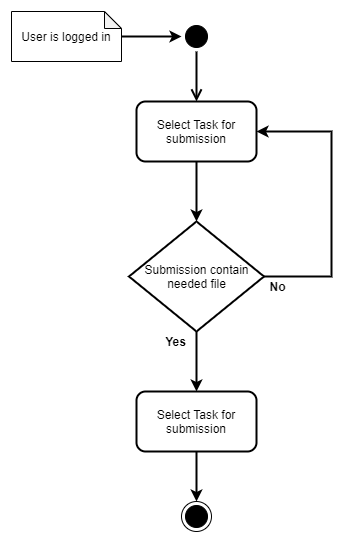 User is logged in
Select Task for
submission
Submission contain
needed file
No
Yes
Select Task for
submission